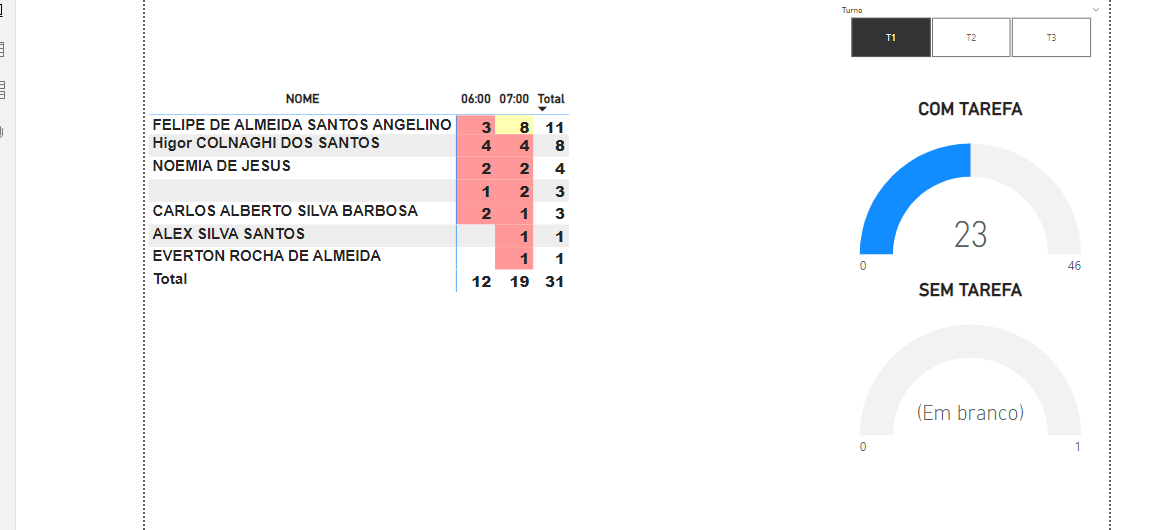 Turno
T1 T2 T3
NOME 06:00 07:00 Total
FELIPE DE ALMEIDA SANTOS ANGELINO 3 8 11
Higor COLNAGHI DOS SANTOS 4 4 8
NOEMIA DE JESUS 2 2 4
1 2 3
CARLOS ALBERTO SILVA BARBOSA 2 1 3
ALEX SILVA SANTOS 1 1
EVERTON ROCHA DE ALMEIDA 1 1
Total 12 19 31
COM TAREFA
23
0 46
SEM TAREFA
(Em branco)
0 1